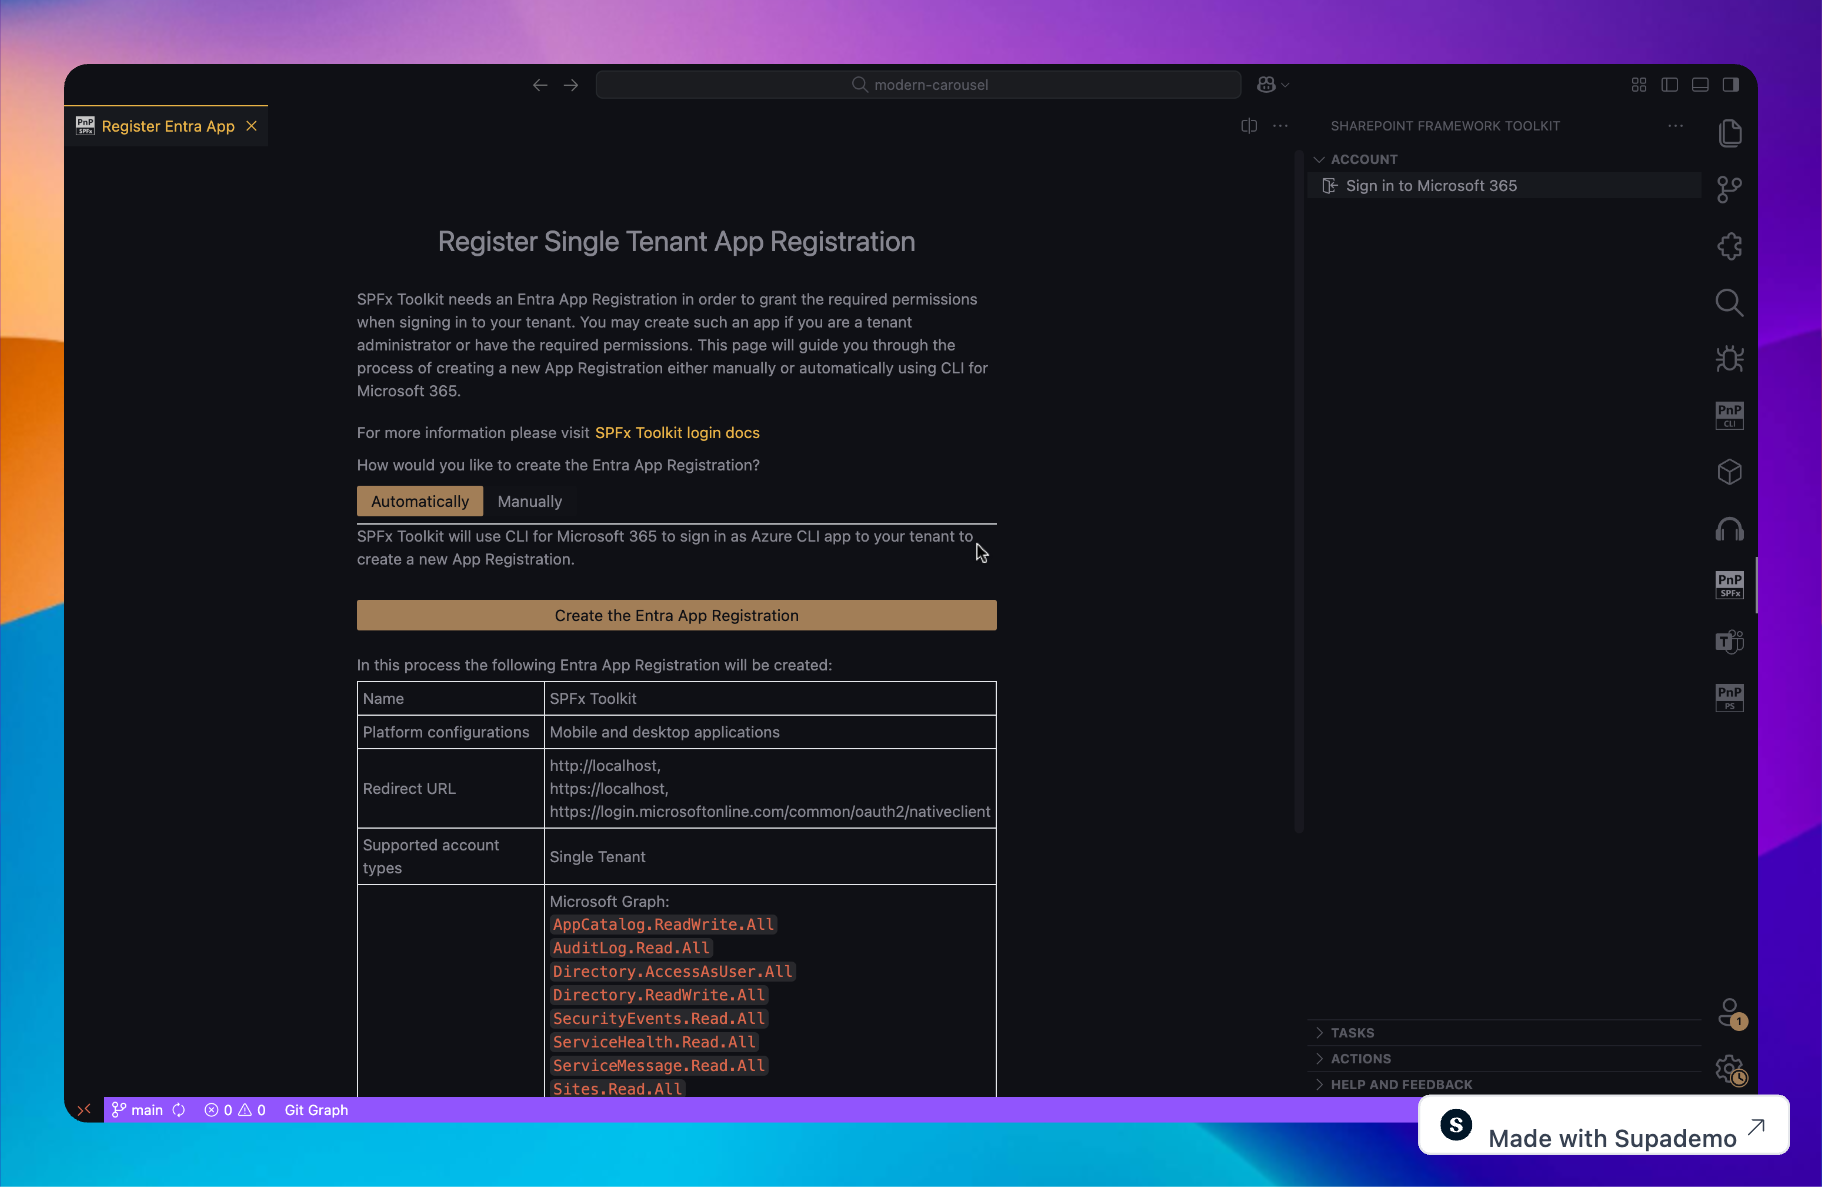 modern-carousel
PnP
SPFx
Register Entra App
SHAREPOINT FRAMEWORK TOOLKIT
ACCOUNT
Sign in to Microsoft 365
Register Single Tenant App Registration
SPFx Toolkit needs an Entra App Registration in order to grant the required permissions
when signing in to your tenant. You may create such an app if you are a tenant
administrator or have the required permissions. This page will guide you through the
process of creating a new App Registration either manually or automatically using CLI for
Microsoft 365.
For more information please visit SPFx Toolkit login docs
How would you like to create the Entra App Registration?
Automatically
Manually
SPFx Toolkit will use CLI for Microsoft 365 to sign in as Azure CLI app to your tenant to
create a new App Registration.
Create the Entra App Registration
In this process the following Entra App Registration will be created:
Name
SPFx Toolkit
Platform configurations
Mobile and desktop applications
Redirect URL
http://localhost,
https://localhost,
https://login.microsoftonline.com/common/oauth2/nativeclient
Supported account
types
Single Tenant
Microsoft Graph:
AppCatalog.ReadWrite.All
AuditLog.Read.All
Directory.AccessAsUser.All
Directory.ReadWrite.All
SecurityEvents.Read.All
ServiceHealth.Read.All
ServiceMessage.Read.All
Sites.Read.All
PnP
CLI
PnP
SPFx
T
PnP
PS
1
TASKS
ACTIONS
HELP AND FEEDBACK
main
0
0
Git Graph
S
Made with Supademo